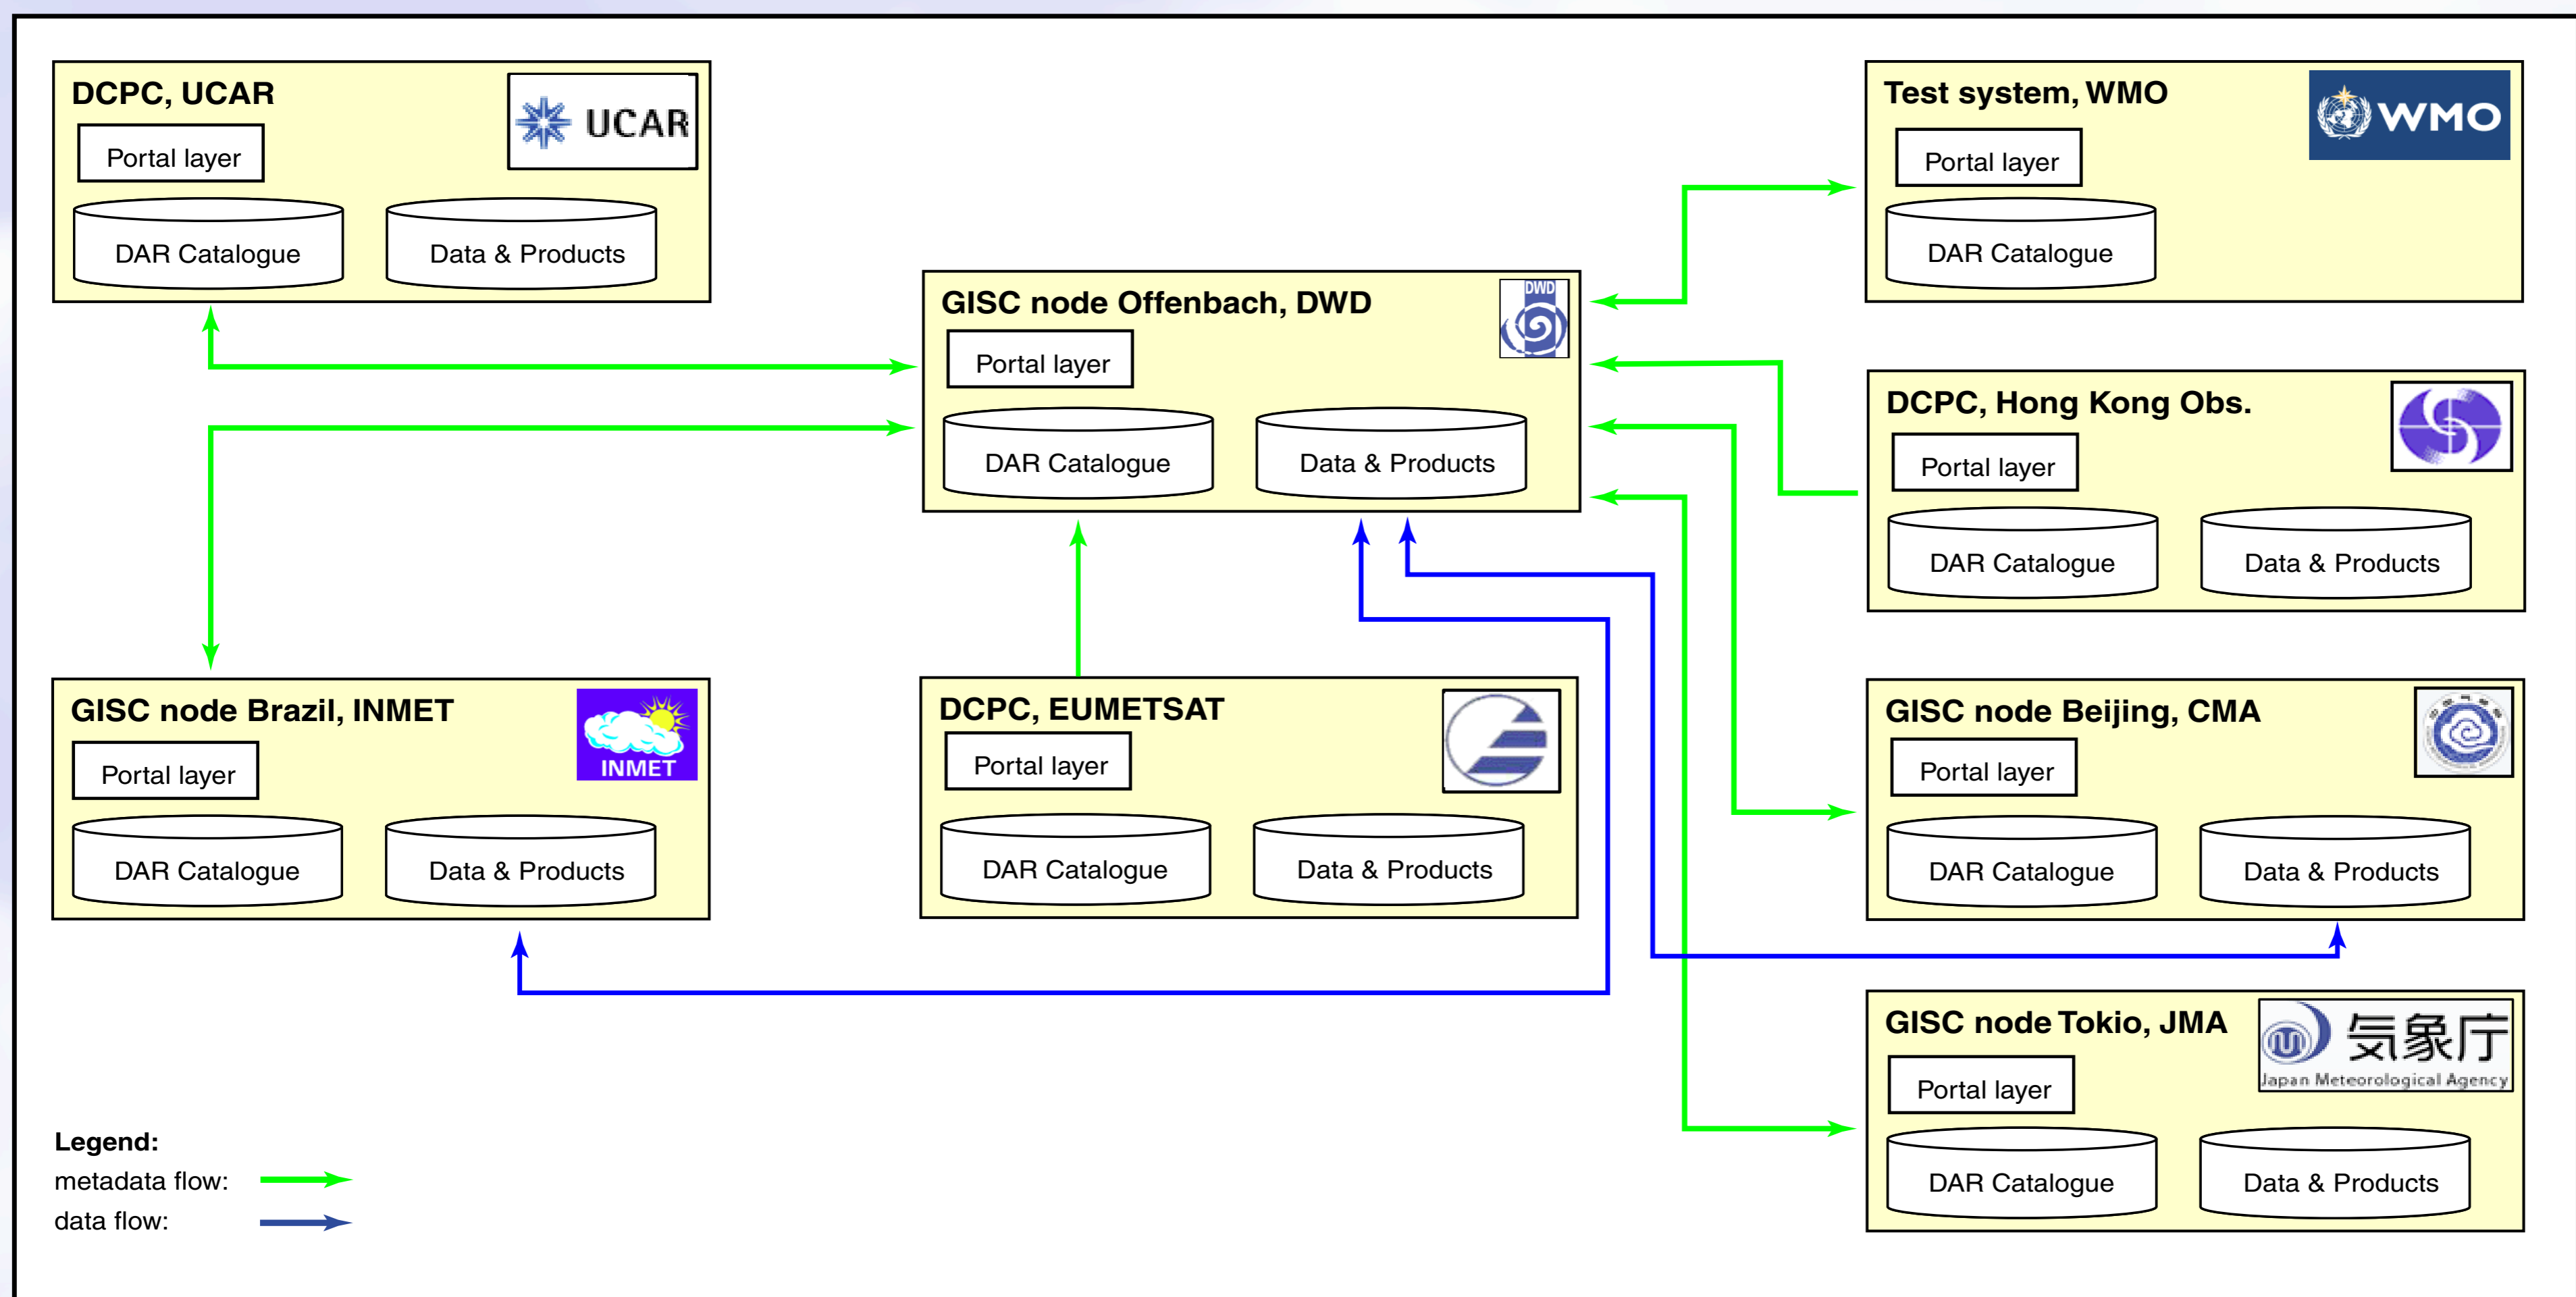 DCPC, UCAR
UCAR
Portal layer
DAR Catalogue
Data & Products
Test system, WMO
WMO
Portal layer
DAR Catalogue
GISC node Offenbach, DWD
DWD
Portal layer
DAR Catalogue
Data & Products
DCPC, Hong Kong Obs.
Portal layer
DAR Catalogue
Data & Products
GISC node Brazil, INMET
INMET
Portal layer
DAR Catalogue
Data & Products
DCPC, EUMETSAT
Portal layer
DAR Catalogue
Data & Products
GISC node Beijing, CMA
Portal layer
DAR Catalogue
Data & Products
GISC node Tokio, JMA
気象庁
Japan Meteorological Agency
Portal layer
DAR Catalogue
Data & Products
Legend:
metadata flow:
data flow: